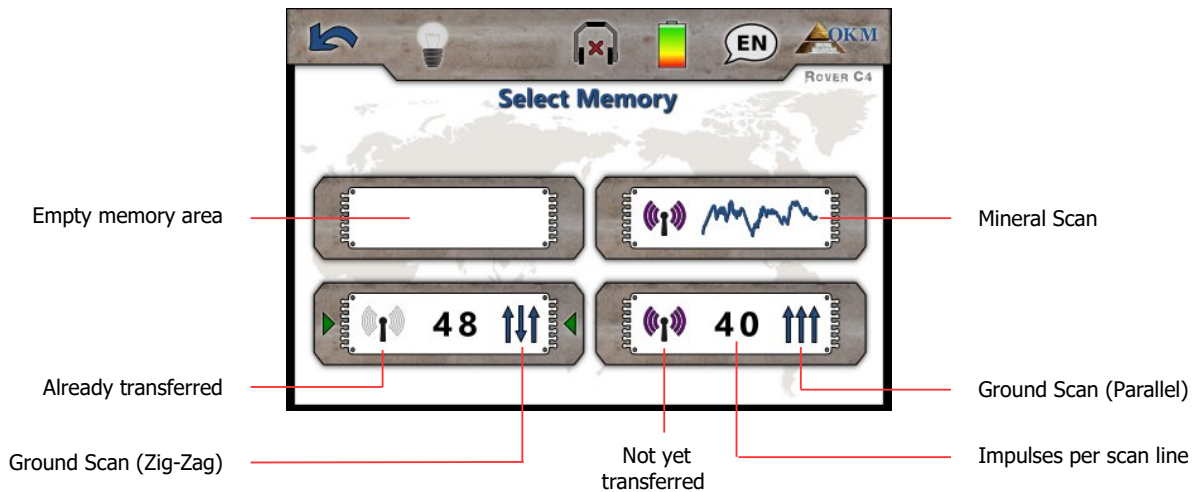 EN
OKM
ROVER C4
Select Memory
Empty memory area
Mineral Scan
48
40
Already transferred
Ground Scan (Parallel)
Ground Scan (Zig-Zag)
Not yet
transferred
Impulses per scan line